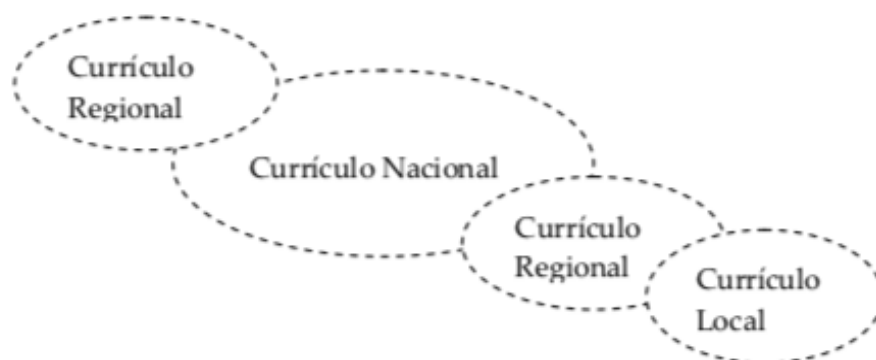 Currículo
Regional
Currículo Nacional
Currículo
Regional
Currículo
Local